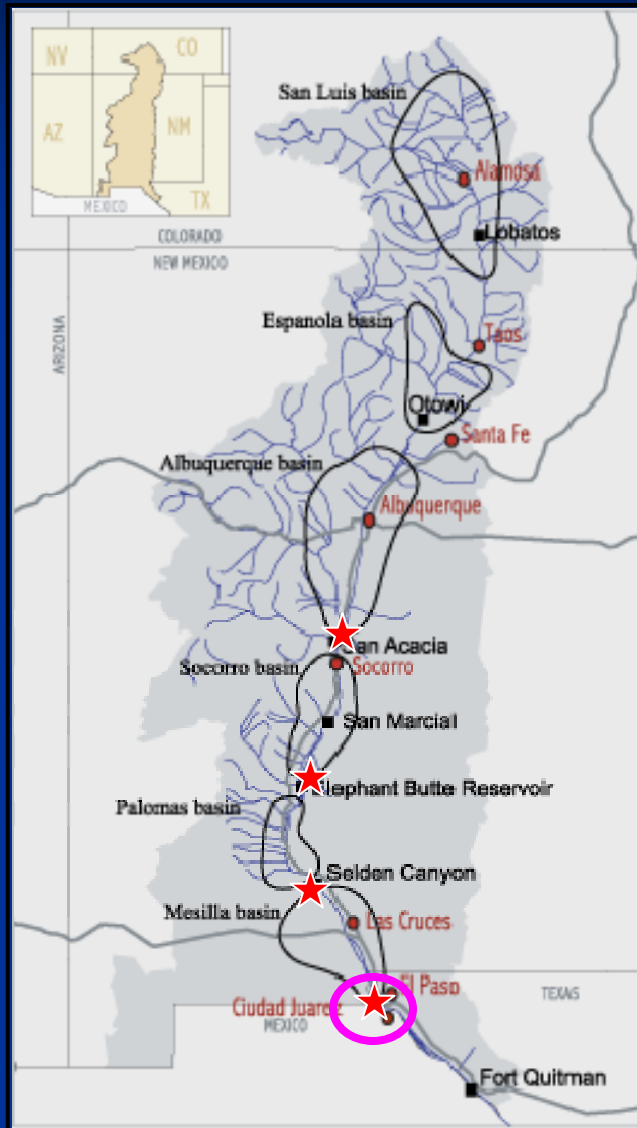 NV
CO
AZ
NM
MEXICO
TX
San Luis basin
Alamosa
Lobatos
COLORADO
NEW MEXICO
ARIZONA
Espanola basin
Taos
Otowi
Santa Fe
Albuquerque basin
Albuquerque
San Acacia
Socorro basin
Socorro
San Marciall
Elephant Butte Reservoir
Palomas basin
Selden Canyon
Mesilla basin
Las Cruces
El Paso
TEXAS
Ciudad Juarez
MEXICO
Fort Quitman